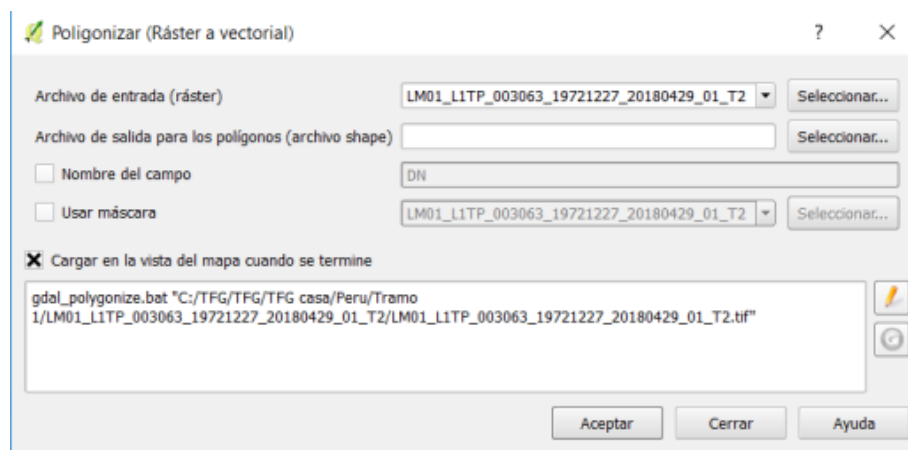 Poligonizar (Ráster a vectorial)
?
Archivo de entrada (ráster)
LM01_L1TP_003063_19721227_20180429_01_T2
Seleccionar...
Archivo de salida para los polígonos (archivo shape)
Seleccionar...
Nombre del campo
DN
Usar máscara
LM01_L1TP_003063_19721227_20180429_01_T2
Seleccionar...
Cargar en la vista del mapa cuando se termine
gdal_polygonize.bat "C:/TFG/TFG/TFG casa/Peru/Tramo
1/LM01_L1TP_003063_19721227_20180429_01_T2/LM01_L1TP_003063_19721227_20180429_01_T2.tif"
Aceptar
Cerrar
Ayuda